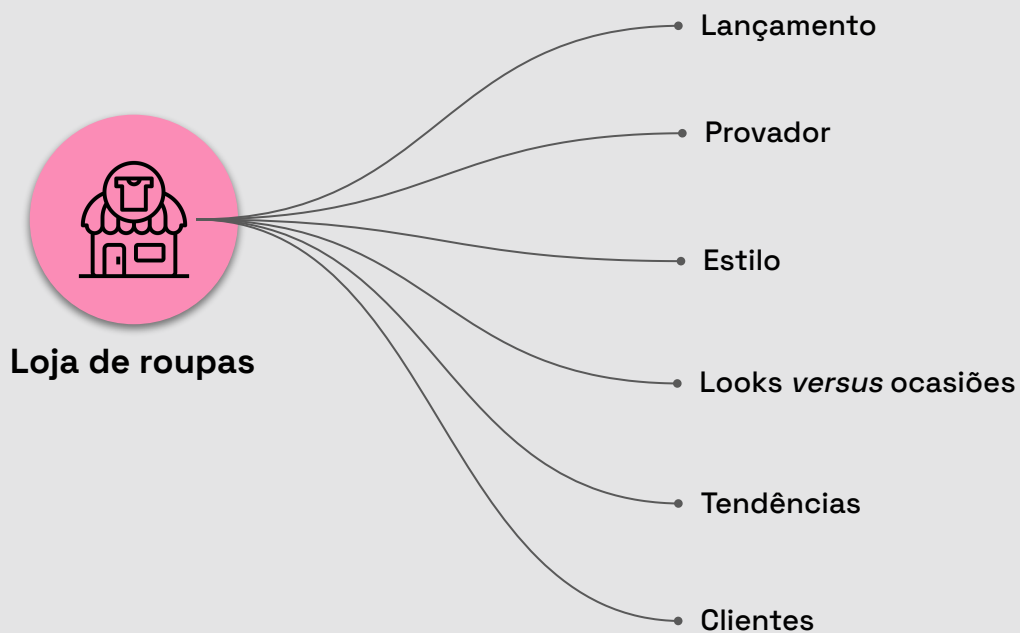 Lançamento
Provador
Estilo
Loja de roupas
Looks versus ocasiões
Tendências
Clientes